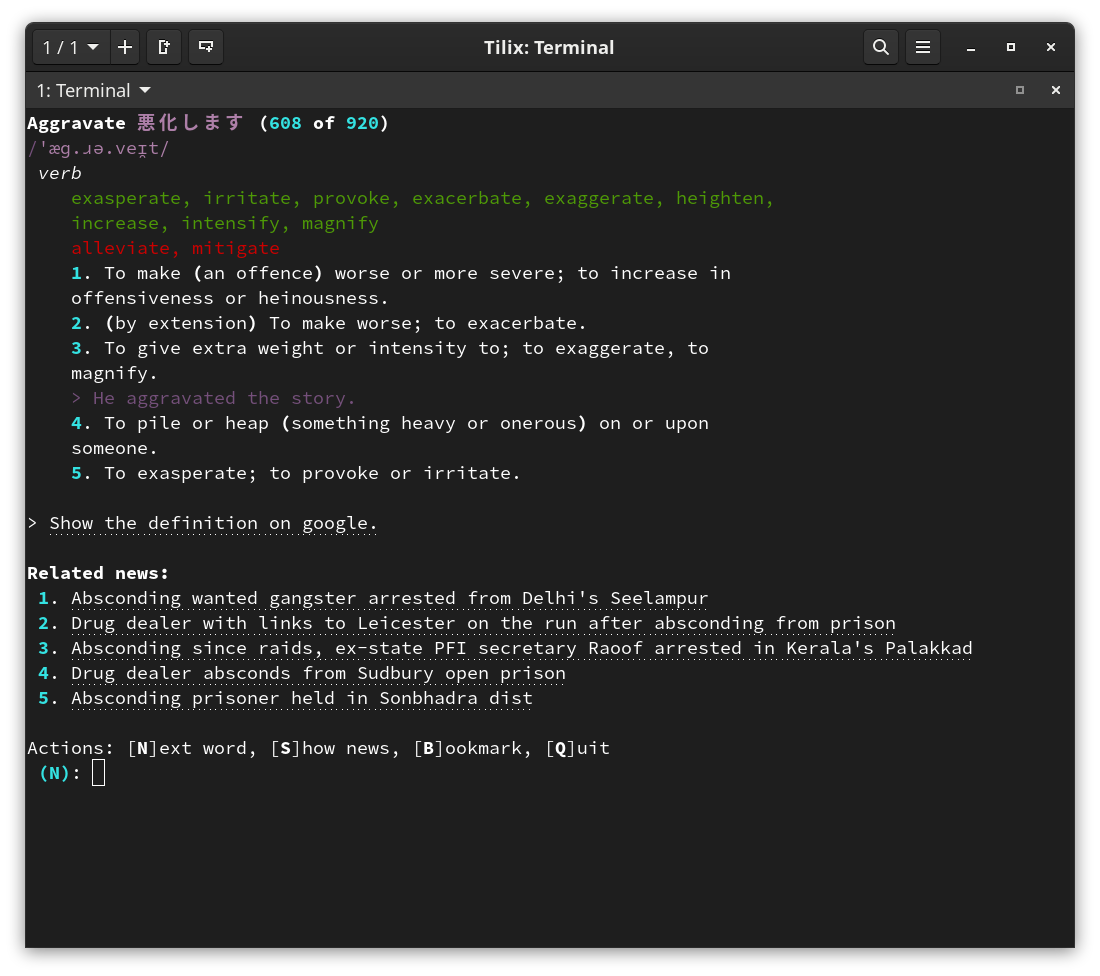 1 / 1
Tilix: Terminal
1: Terminal
Aggravate 悪化します (608 of 920)
/ˈæɡ.ɹə.veɪ̯t/
verb
exasperate, irritate, provoke, exacerbate, exaggerate, heighten,
increase, intensify, magnify
alleviate, mitigate
1. To make (an offence) worse or more severe; to increase in
offensiveness or heinousness.
2. (by extension) To make worse; to exacerbate.
3. To give extra weight or intensity to; to exaggerate, to
magnify.
> He aggravated the story.
4. To pile or heap (something heavy or onerous) on or upon
someone.
5. To exasperate; to provoke or irritate.
> Show the definition on google.
Related news:
1. Absconding wanted gangster arrested from Delhi's Seelampur
2. Drug dealer with links to Leicester on the run after absconding from prison
3. Absconding since raids, ex-state PFI secretary Raoof arrested in Kerala's Palakkad
4. Drug dealer absconds from Sudbury open prison
5. Absconding prisoner held in Sonbhadra dist
Actions: [N]ext word, [S]how news, [B]ookmark, [Q]uit
(N):